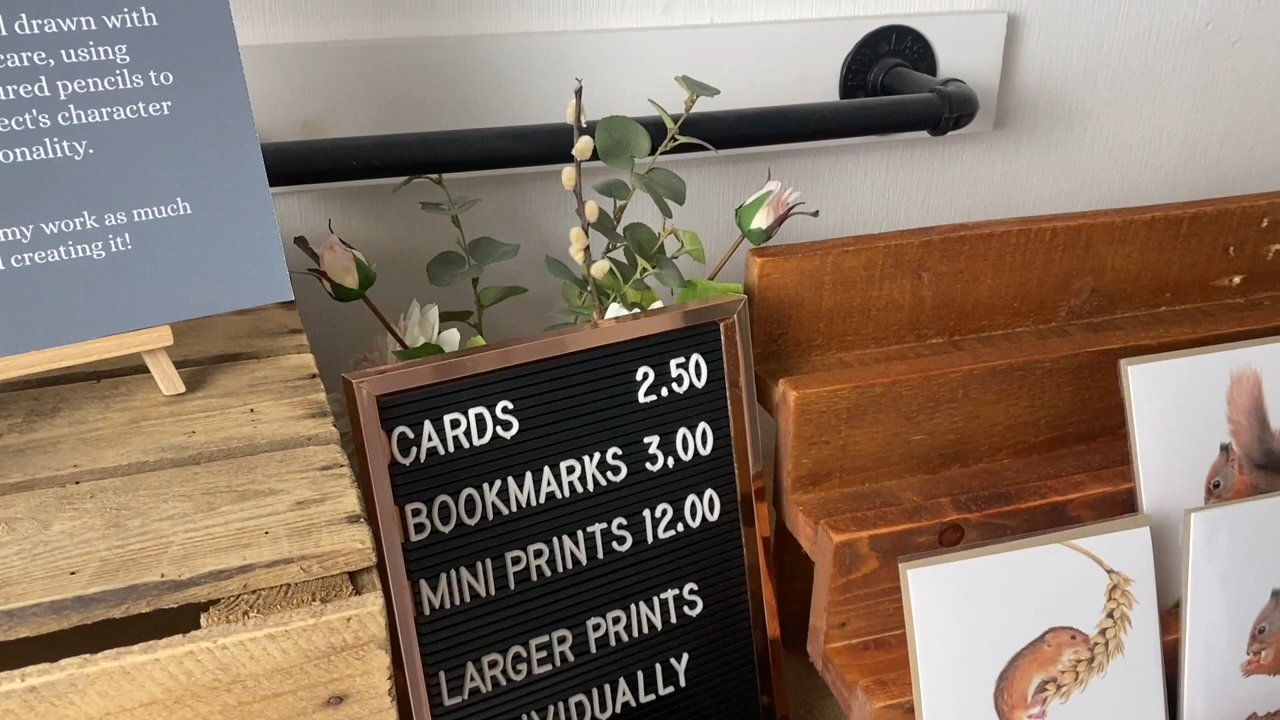 l drawn with
care, using
ured pencils to
ect's character
onality.
my work as much
l creating it!
CARDS 2.50
BOOKMARKS 3.00
MINI PRINTS 12.00
LARGER PRINTS
IVIDUALLY